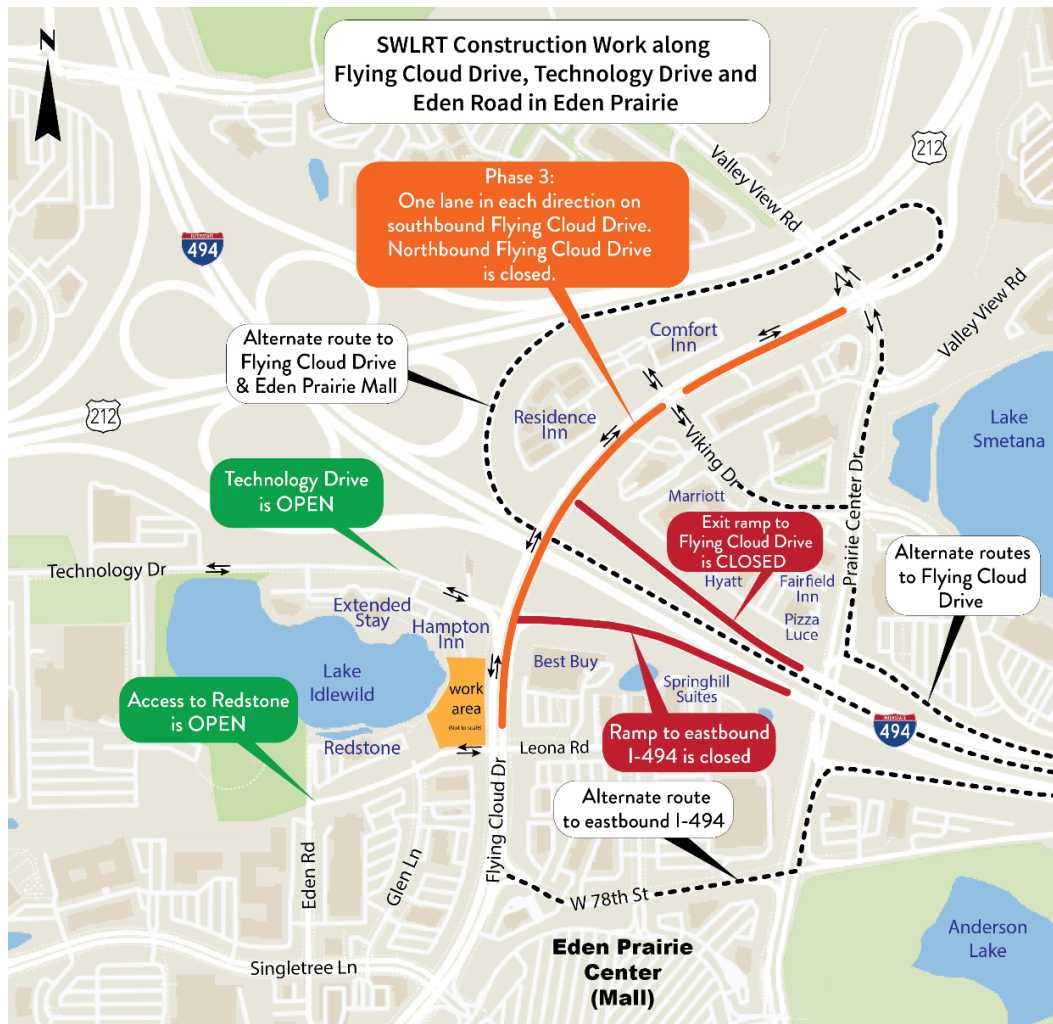 N
SWLRT Construction Work along
Flying Cloud Drive, Technology Drive and
Eden Road in Eden Prairie
212
Valley View Rd
Phase 3:
One lane in each direction on
southbound Flying Cloud Drive.
Northbound Flying Cloud Drive
is closed.
INTERSTATE
494
Valley View Rd
Comfort
Inn
Alternate route to
Flying Cloud Drive
& Eden Prairie Mall
212
Residence
Inn
Lake
Smetana
Viking Dr
Technology Drive
is OPEN
Marriott
Prairie Center Dr
Exit ramp to
Flying Cloud Drive
is CLOSED
Alternate routes
to Flying Cloud
Drive
Technology Dr
Hyatt
Fairfield
Inn
Extended
Stay
Hampton
Inn
Pizza
Luce
Best Buy
Lake
Idlewild
work
area
(Not to scale)
Springhill
Suites
Access to Redstone
is OPEN
INTERSTATE
494
Redstone
Leona Rd
Ramp to eastbound
I-494 is closed
Flying Cloud Dr
Alternate route
to eastbound I-494
Eden Rd
Glen Ln
W 78th St
Anderson
Lake
Eden Prairie
Center
(Mall)
Singletree Ln